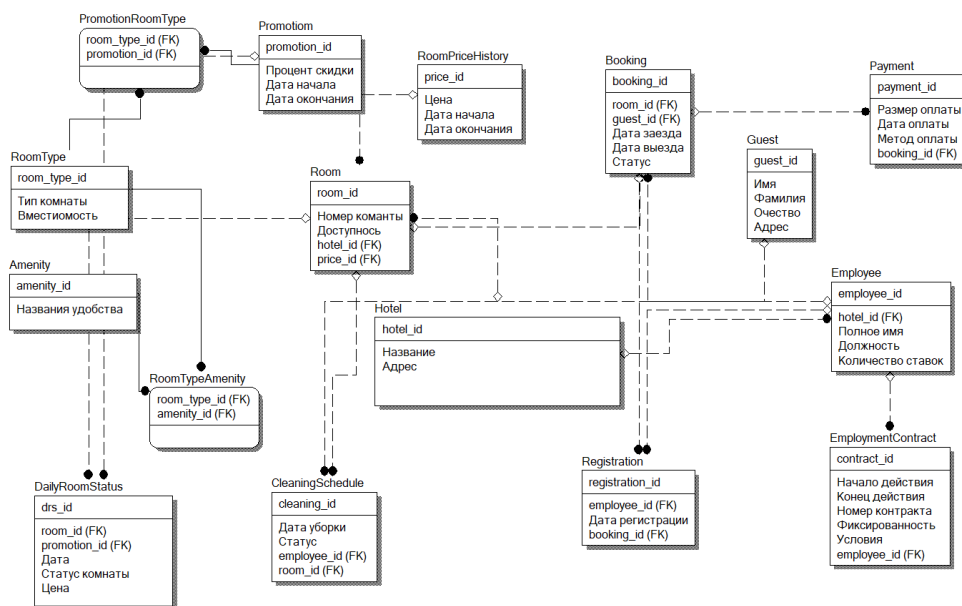 PromotionRoomType
room_type_id (FK)
promotion_id (FK)
Promotiom
promotion_id
Процент скидки
Дата начала
Дата окончания
RoomPriceHistory
price_id
Цена
Дата начала
Дата окончания
Booking
booking_id
room_id (FK)
guest_id (FK)
Дата заезда
Дата выезда
Статус
Payment
payment_id
Размер оплаты
Дата оплаты
Метод оплаты
booking_id (FK)
Guest
guest_id
Имя
Фамилия
Очество
Адрес
RoomType
room_type_id
Тип комнаты
Вместиомость
Room
room_id
Номер команты
Доступнось
hotel_id (FK)
price_id (FK)
Amenity
amenity_id
Названия удобства
Hotel
hotel_id
Название
Адрес
Employee
employee_id
hotel_id (FK)
Полное имя
Должность
Количество ставок
RoomTypeAmenity
room_type_id (FK)
amenity_id (FK)
DailyRoomStatus
drs_id
room_id (FK)
promotion_id (FK)
Дата
Статус комнаты
Цена
CleaningSchedule
cleaning_id
Дата уборки
Статус
employee_id (FK)
room_id (FK)
Registration
registration_id
employee_id (FK)
Дата регистрации
booking_id (FK)
EmploymentContract
contract_id
Начало действия
Конец действия
Номер контракта
Фиксированность
Условия
employee_id (FK)